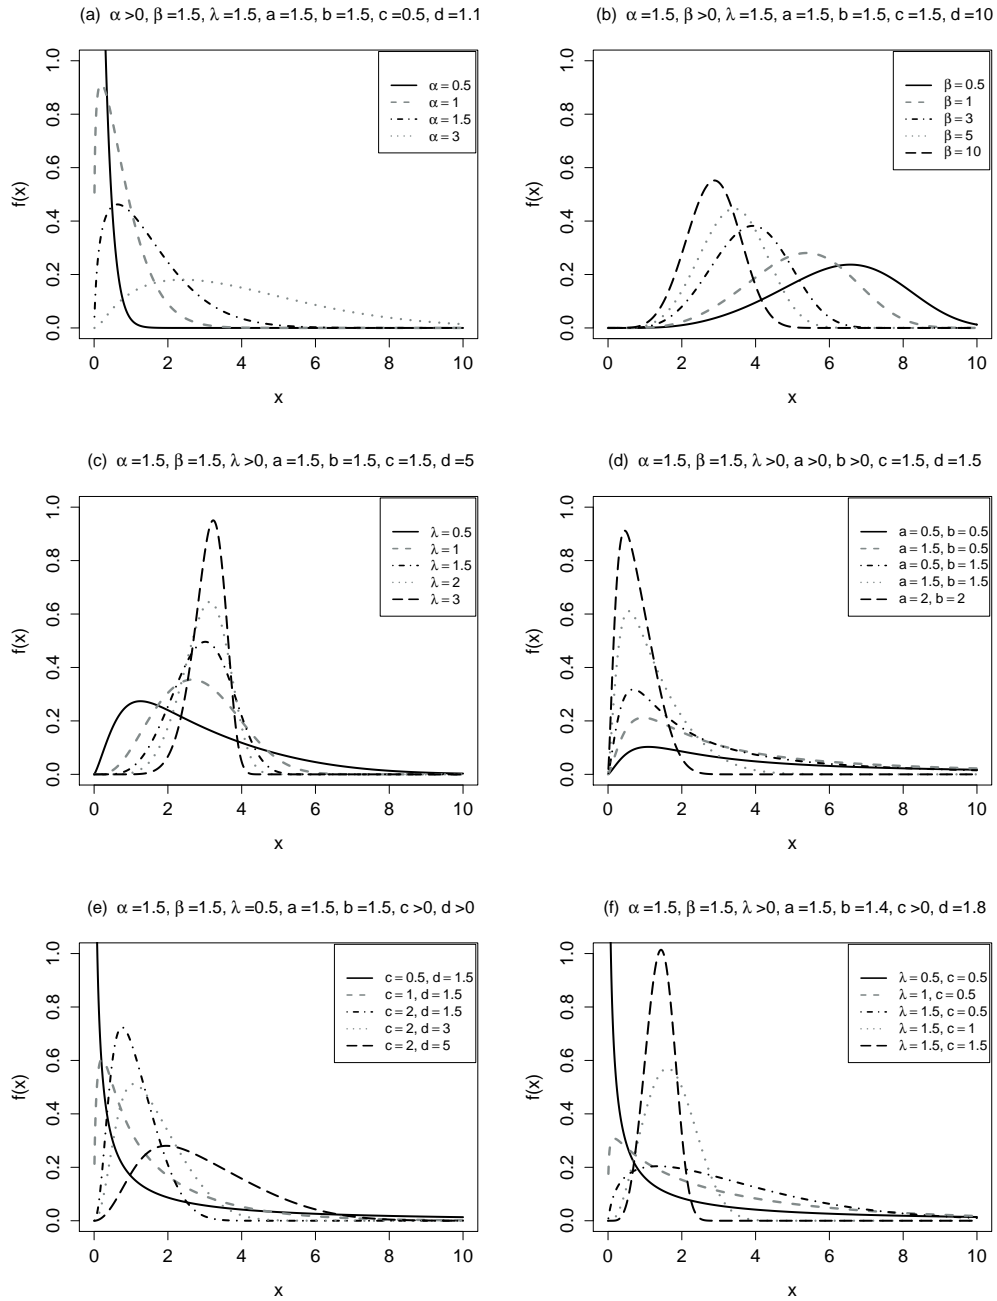 (a) α >0, β =1.5, λ =1.5, a =1.5, b =1.5, c =0.5, d =1.1
f(x)
1.0
0.8
0.6
0.4
0.2
0.0
α = 0.5
α = 1
α = 1.5
α = 3
0 2 4 6 8 10
x
(b) α =1.5, β >0, λ =1.5, a =1.5, b =1.5, c =1.5, d =10
f(x)
1.0
0.8
0.6
0.4
0.2
0.0
β = 0.5
β = 1
β = 3
β = 5
β = 10
0 2 4 6 8 10
x
(c) α =1.5, β =1.5, λ >0, a =1.5, b =1.5, c =1.5, d =5
f(x)
1.0
0.8
0.6
0.4
0.2
0.0
λ = 0.5
λ = 1
λ = 1.5
λ = 2
λ = 3
0 2 4 6 8 10
x
(d) α =1.5, β =1.5, λ >0, a >0, b >0, c =1.5, d =1.5
f(x)
1.0
0.8
0.6
0.4
0.2
0.0
a = 0.5, b = 0.5
a = 1.5, b = 0.5
a = 0.5, b = 1.5
a = 1.5, b = 1.5
a = 2, b = 2
0 2 4 6 8 10
x
(e) α =1.5, β =1.5, λ =0.5, a =1.5, b =1.5, c >0, d >0
f(x)
1.0
0.8
0.6
0.4
0.2
0.0
c = 0.5, d = 1.5
c = 1, d = 1.5
c = 2, d = 1.5
c = 2, d = 3
c = 2, d = 5
0 2 4 6 8 10
x
(f) α =1.5, β =1.5, λ >0, a =1.5, b =1.4, c >0, d =1.8
f(x)
1.0
0.8
0.6
0.4
0.2
0.0
λ = 0.5, c = 0.5
λ = 1, c = 0.5
λ = 1.5, c = 0.5
λ = 1.5, c = 1
λ = 1.5, c = 1.5
0 2 4 6 8 10
x